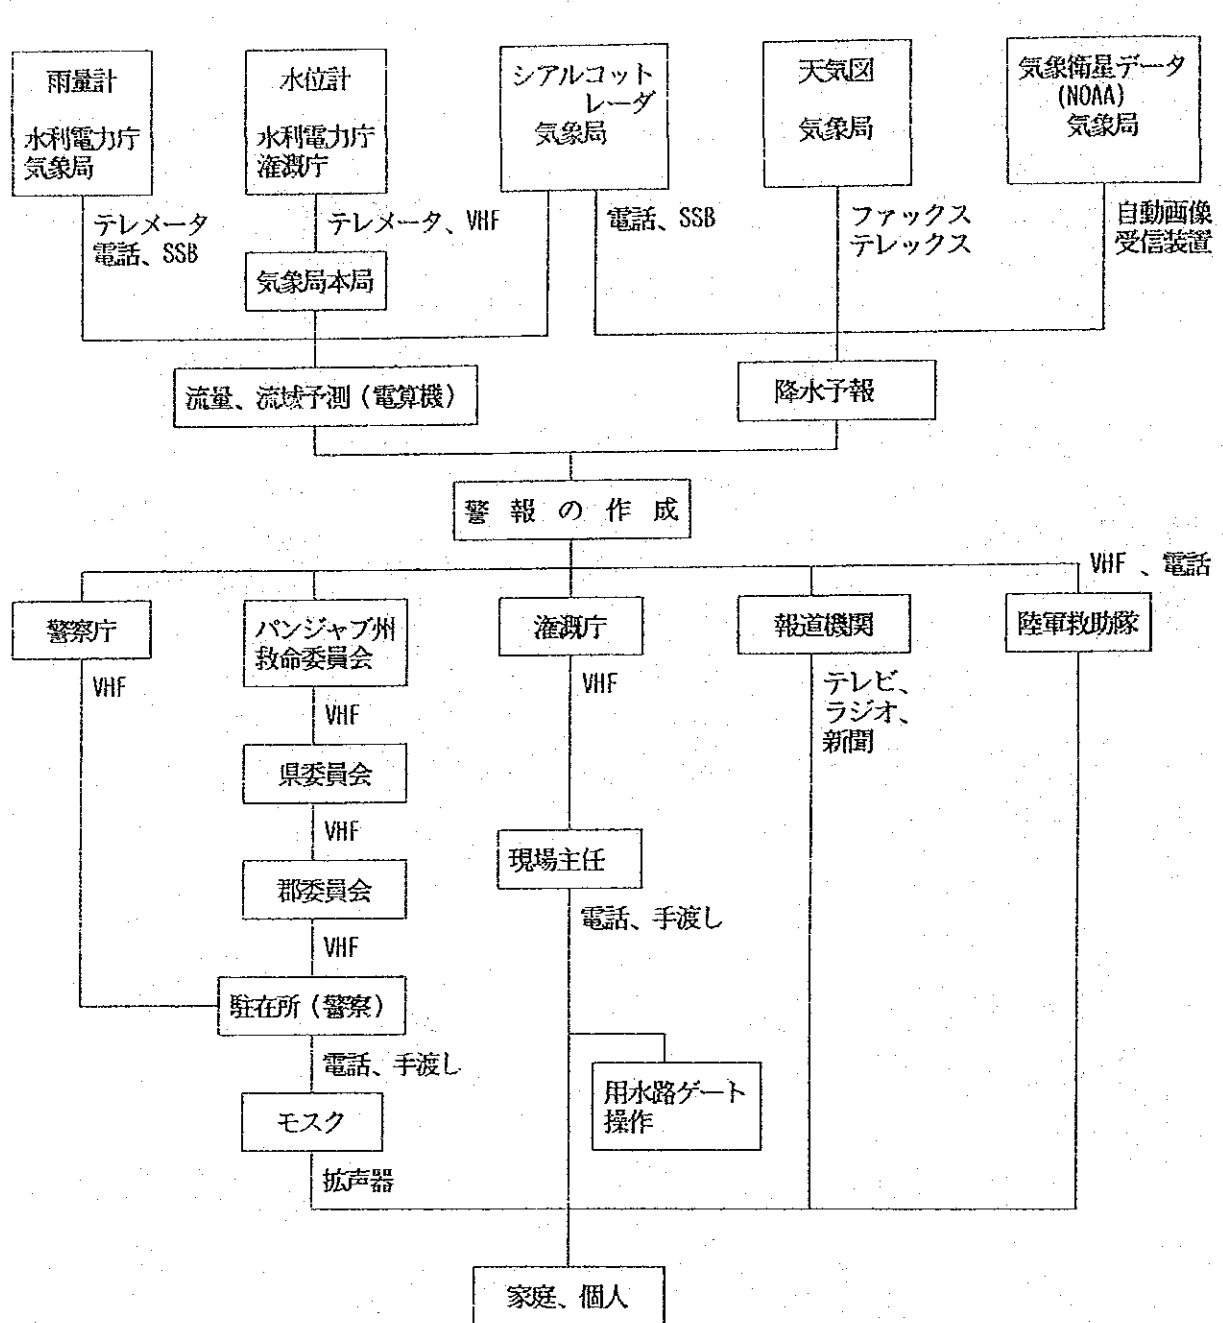 雨量計
水利電力庁
気象局
水位計
水利電力庁
潅漑庁
シアルコット
レーダ
気象局
天気図
気象局
気象衛星データ
(NOAA)
気象局
テレメータ
電話、SSB
テレメータ、VHF
電話、SSB
ファックス
テレックス
自動画像
受信装置
気象局本局
流量、流域予測(電算機)
降水予報
警報の作成
VHF 、電話
警察庁
パンジャブ州
救命委員会
潅漑庁
報道機関
陸軍救助隊
VHF
VHF
VHF
テレビ、
ラジオ、
新聞
県委員会
VHF
現場主任
郡委員会
電話、手渡し
VHF
駐在所(警察)
電話、手渡し
用水路ゲート
操作
モスク
拡声器
家庭、個人